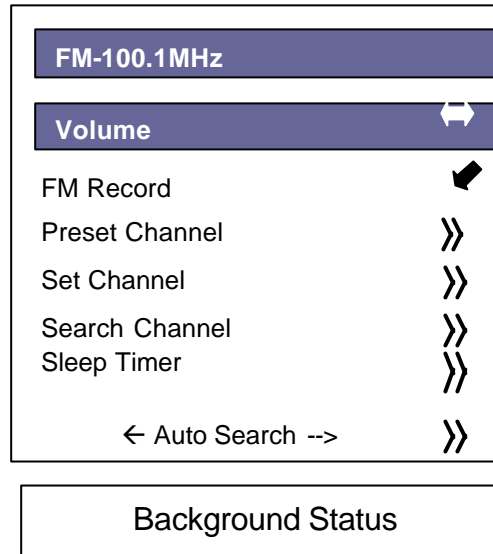 FM-100.1MHz
Volume
FM Record
Preset Channel
Set Channel
Search Channel
Sleep Timer
← Auto Search -->
Background Status